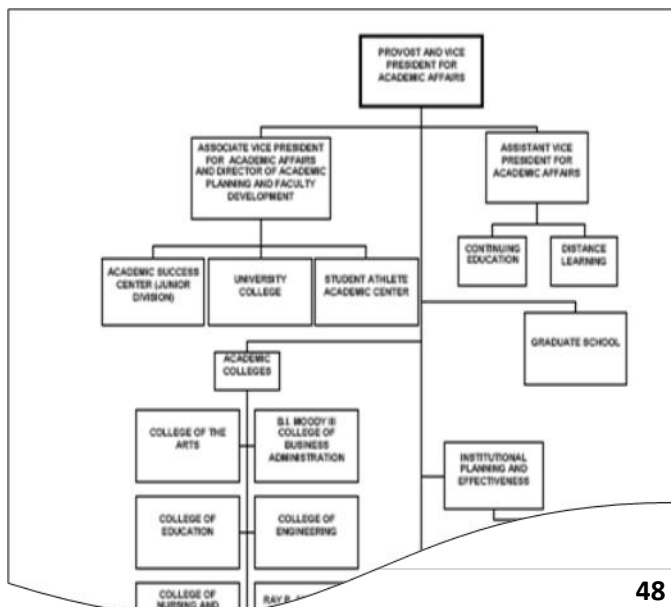 PROVOST AND VICE
PRESIDENT FOR
ACADEMIC AFFAIRS
ASSOCIATE VICE PRESIDENT
FOR ACADEMIC AFFAIRS
AND DIRECTOR OF ACADEMIC
PLANNING AND FACULTY
DEVELOPMENT
ASSISTANT VICE
PRESIDENT FOR
ACADEMIC AFFAIRS
CONTINUING
EDUCATION
DISTANCE
LEARNING
ACADEMIC SUCCESS
CENTER (JUNIOR
DIVISION)
UNIVERSITY
COLLEGE
STUDENT ATHLETE
ACADEMIC CENTER
GRADUATE SCHOOL
ACADEMIC
COLLEGES
COLLEGE OF THE
ARTS
B.I. MOODY III
COLLEGE OF
BUSINESS
ADMINISTRATION
INSTITUTIONAL
PLANNING AND
EFFECTIVENESS
COLLEGE OF
EDUCATION
COLLEGE OF
ENGINEERING
COLLEGE OF
NURSING AND
RAY P.
48